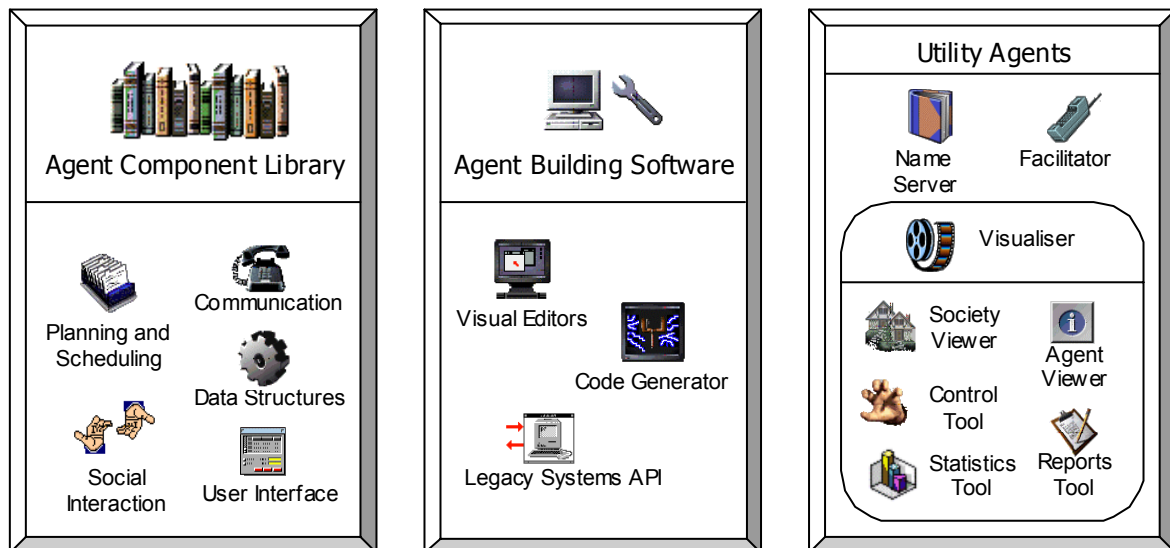 Agent Component Library
Planning and
Scheduling
Communication
Data Structures
Social
Interaction
User Interface
Agent Building Software
Visual Editors
Code Generator
Legacy Systems API
Utility Agents
Name
Server
Facilitator
Visualiser
Society
Viewer
Agent
Viewer
Control
Tool
Statistics
Tool
Reports
Tool